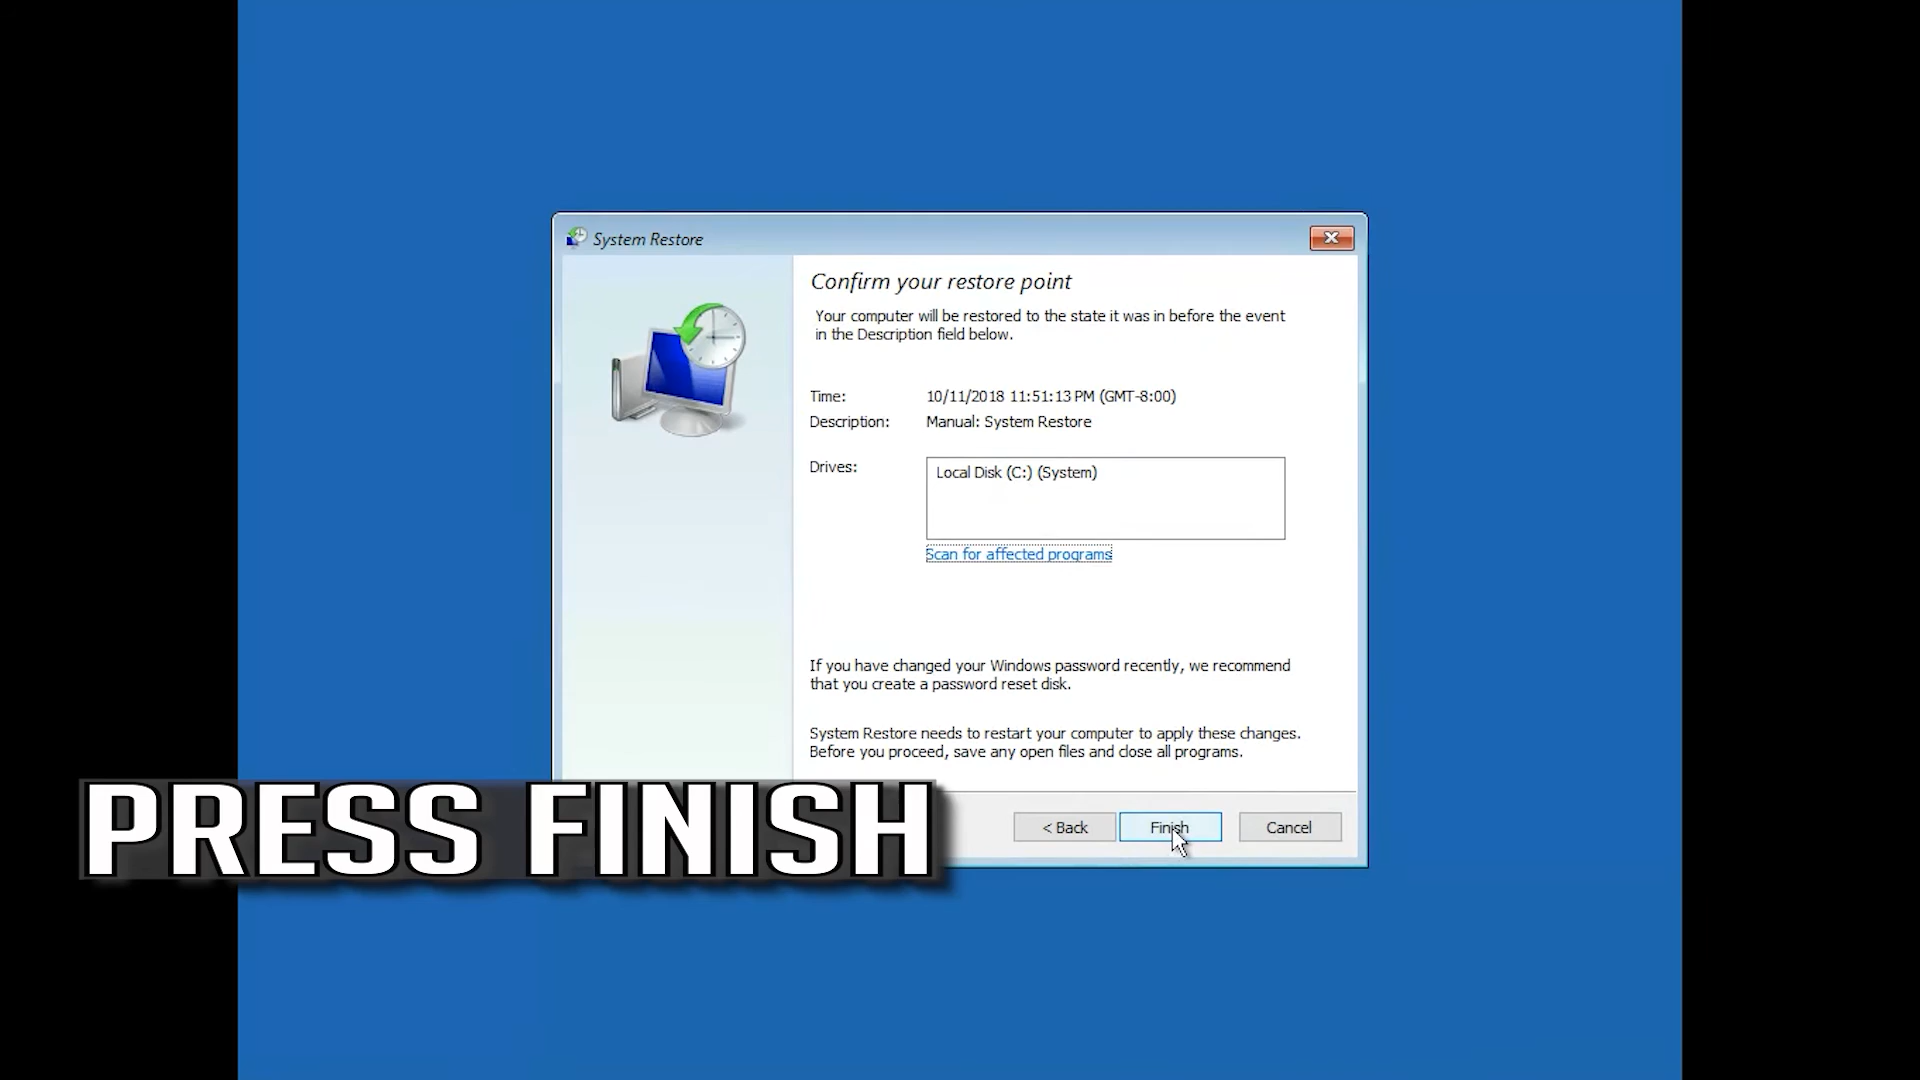 System Restore
Confirm your restore point
Your computer will be restored to the state it was in before the event
in the Description field below.
Time: 10/11/2018 11:51:13 PM (GMT-8:00)
Description: Manual: System Restore
Drives: Local Disk (C:) (System)
Scan for affected programs
If you have changed your Windows password recently, we recommend
that you create a password reset disk.
System Restore needs to restart your computer to apply these changes.
Before you proceed, save any open files and close all programs.
PRESS FINISH
< Back Finish Cancel